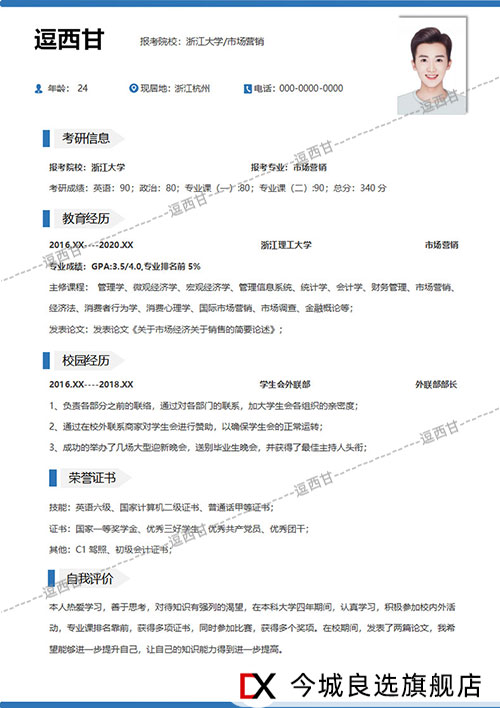 逗西甘
报考院校：浙江大学/市场营销
年龄： 24
现居地：浙江杭州
电话：000-0000-0000
考研信息
报考院校：浙江大学 报考专业：市场营销
考研成绩：英语：90；政治：80；专业课（一）:80；专业课（二）:90；总分：340 分
教育经历
2016.XX----2020.XX 浙江理工大学 市场营销
专业成绩：GPA:3.5/4.0,专业排名前 5%
主修课程： 管理学、微观经济学、宏观经济学、管理信息系统、统计学、会计学、财务管理、市场营销、
经济法、消费者行为学、消费心理学、国际市场营销、市场调查、金融概论等；
发表论文：发表论文《关于市场经济关于销售的简要论述》；
校园经历
2016.XX----2018.XX 学生会外联部 外联部部长
1、负责各部分之前的联络，通过对各部门的联系，加大学生会各组织的亲密度；
2、通过在校外联系商家对学生会进行赞助，以确保学生会的正常运转；
3、成功的举办了几场大型迎新晚会，送别毕业生晚会，并获得了最佳主持人头衔；
荣誉证书
技能：英语六级、国家计算机二级证书、普通话甲等证书；
证书：国家一等奖学金、优秀三好学生、优秀共产党员、优秀团干；
其他：C1 驾照、初级会计证书；
自我评价
本人热爱学习，善于思考，对待知识有强烈的渴望，在本科大学四年期间，认真学习，积极参加校内外活
动，专业课排名靠前，获得多项证书，同时参加比赛，获得多个奖项。在校期间，发表了两篇论文，我希
望能够进一步提升自己，让自己的知识能力得到进一步提高。
逗西甘
逗西甘
逗西甘
逗西甘
逗西甘
逗西甘
DX 今城良选旗舰店